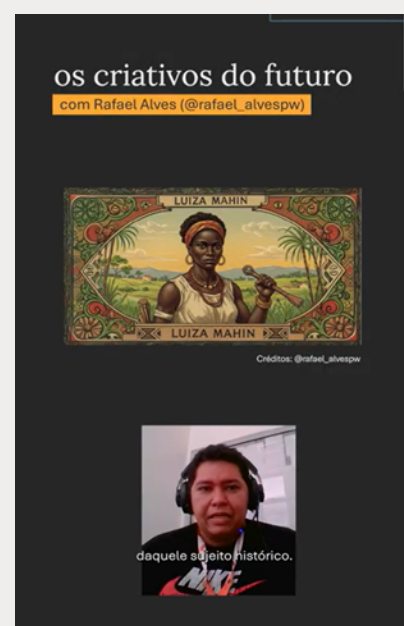 os criativos do futuro
com Rafael Alves (@rafael_alvespw)
LUIZA MAHIN
LUIZA MAHIN
Créditos: @rafael_alvespw
daquele sujeito histórico.
NIKE